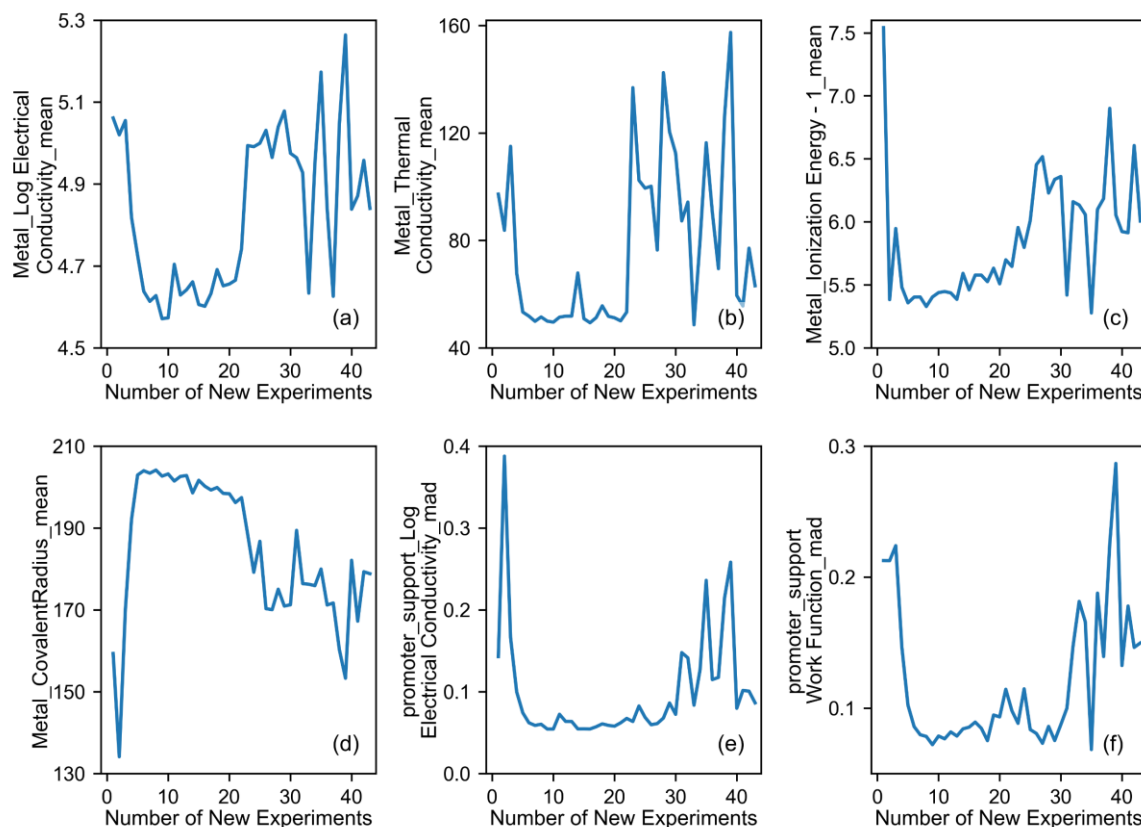 Metal_Log Electrical
Conductivity_mean
5.3
5.1
4.9
4.7
4.5
(a)
0 10 20 30 40
Number of New Experiments
Metal_Thermal
Conductivity_mean
160
120
80
40
(b)
0 10 20 30 40
Number of New Experiments
Metal_Ionization Energy - 1_mean
7.5
7.0
6.5
6.0
5.5
5.0
(c)
0 10 20 30 40
Number of New Experiments
Metal_CovalentRadius_mean
210
190
170
150
130
(d)
0 10 20 30 40
Number of New Experiments
promoter_support_Log
Electrical Conductivity_mad
0.4
0.3
0.2
0.1
0.0
(e)
0 10 20 30 40
Number of New Experiments
promoter_support
Work Function_mad
0.3
0.2
0.1
(f)
0 10 20 30 40
Number of New Experiments